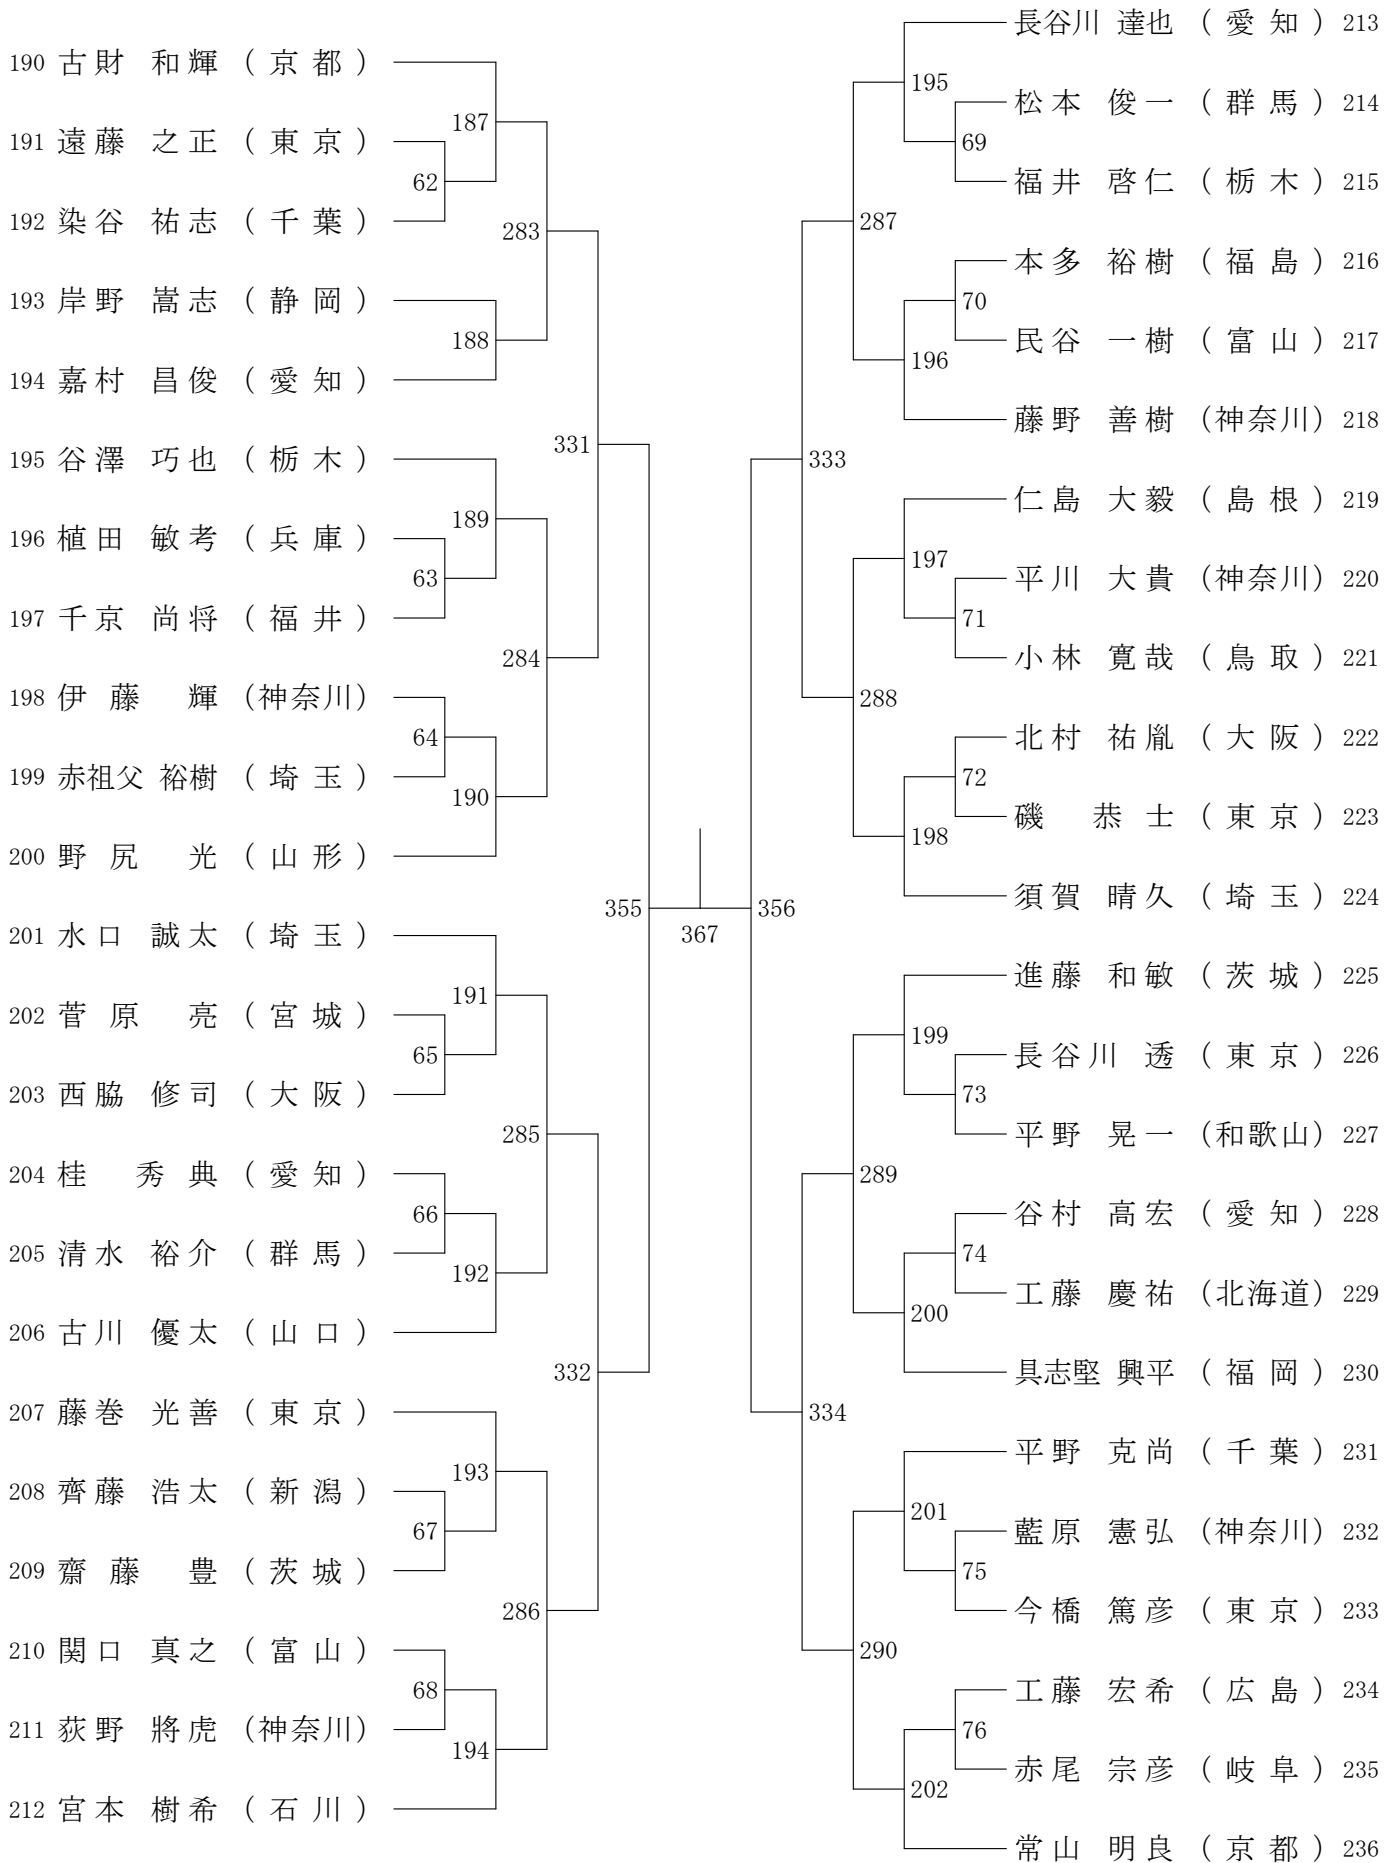 190 古財 和輝 （京都）
187
191 遠藤 之正 （東京）
62
192 染谷 祐志 （千葉）
283
193 岸野 嵩志 （静岡）
188
194 嘉村 昌俊 （愛知）
331
195 谷澤 巧也 （栃木）
189
196 植田 敏考 （兵庫）
63
197 千京 尚将 （福井）
284
198 伊藤 輝 （神奈川）
64
199 赤祖父 裕樹 （埼玉）
190
200 野尻 光 （山形）
355
201 水口 誠太 （埼玉）
191
202 菅原 亮 （宮城）
65
203 西脇 修司 （大阪）
285
204 桂 秀典 （愛知）
66
205 清水 裕介 （群馬）
192
206 古川 優太 （山口）
332
207 藤巻 光善 （東京）
193
208 齊藤 浩太 （新潟）
67
209 齋藤 豊 （茨城）
286
210 関口 真之 （富山）
68
211 荻野 將虎 （神奈川）
194
212 宮本 樹希 （石川）
367
長谷川 達也 （愛知） 213
195
松本 俊一 （群馬） 214
69
福井 啓仁 （栃木） 215
287
本多 裕樹 （福島） 216
70
民谷 一樹 （富山） 217
196
藤野 善樹 （神奈川） 218
333
仁島 大毅 （島根） 219
197
平川 大貴 （神奈川） 220
71
小林 寛哉 （鳥取） 221
288
北村 祐胤 （大阪） 222
72
磯 恭士 （東京） 223
198
須賀 晴久 （埼玉） 224
356
進藤 和敏 （茨城） 225
199
長谷川 透 （東京） 226
73
平野 晃一 （和歌山） 227
289
谷村 高宏 （愛知） 228
74
工藤 慶祐 （北海道） 229
200
具志堅 興平 （福岡） 230
334
平野 克尚 （千葉） 231
201
藍原 憲弘 （神奈川） 232
75
今橋 篤彦 （東京） 233
290
工藤 宏希 （広島） 234
76
赤尾 宗彦 （岐阜） 235
202
常山 明良 （京都） 236